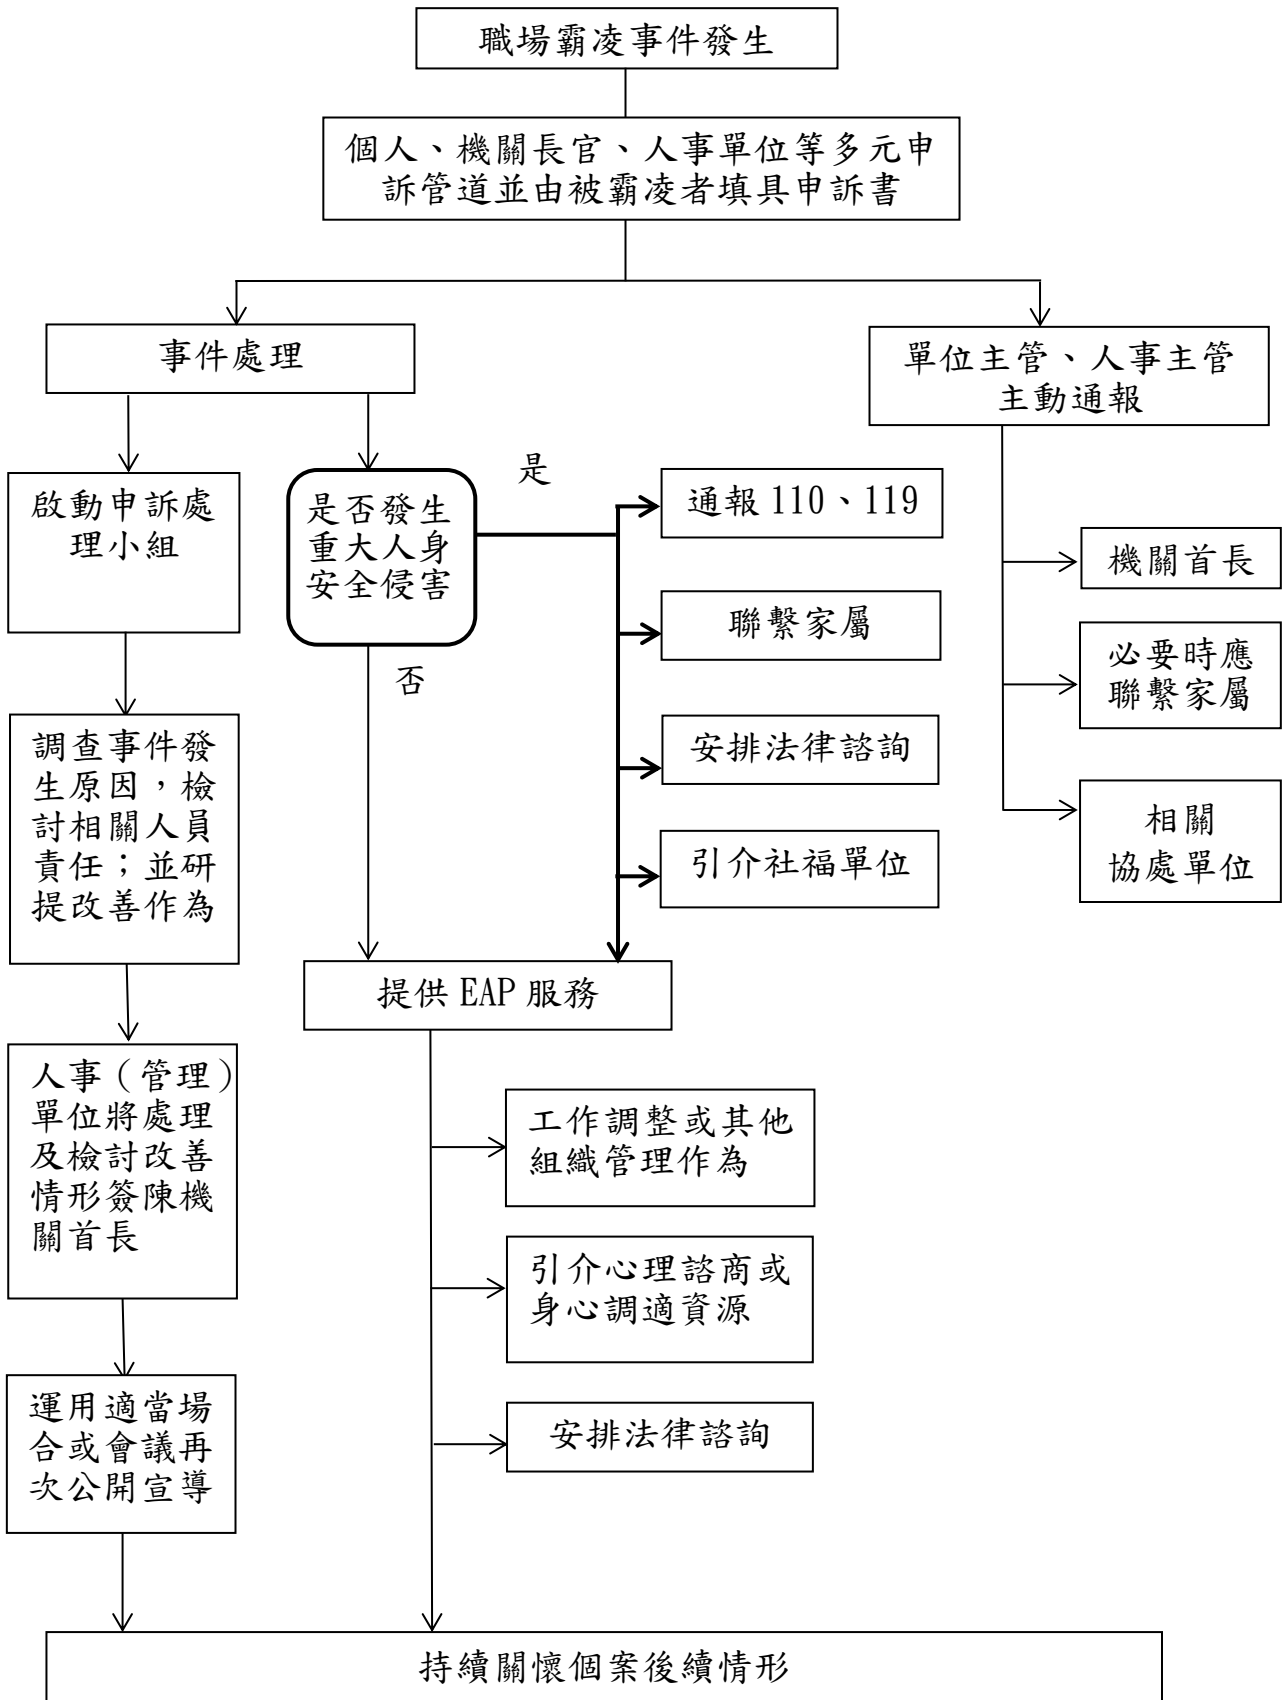 職場霸凌事件發生
個人、機關長官、人事單位等多元申
訴管道並由被霸凌者填具申訴書
事件處理
單位主管、人事主管
主動通報
啟動申訴處
理小組
是否發生
重大人身
安全侵害
是
否
通報 110、119
聯繫家屬
安排法律諮詢
引介社福單位
機關首長
必要時應
聯繫家屬
相關
協處單位
調查事件發
生原因，檢
討相關人員
責任；並研
提改善作為
提供 EAP 服務
人事（管理）
單位將處理
及檢討改善
情形簽陳機
關首長
工作調整或其他
組織管理作為
引介心理諮商或
身心調適資源
安排法律諮詢
運用適當場
合或會議再
次公開宣導
持續關懷個案後續情形